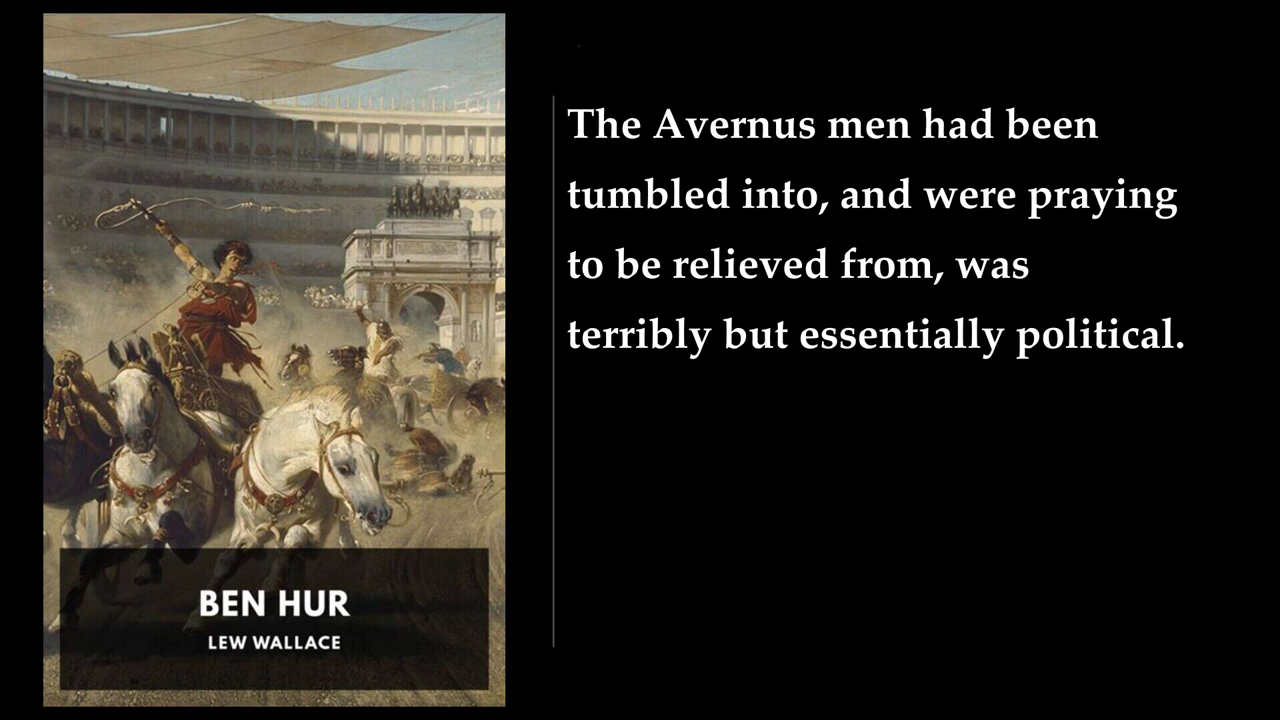 The Avernus men had been
tumbled into, and were praying
to be relieved from, was
terribly but essentially political.
BEN HUR
LEW WALLACE